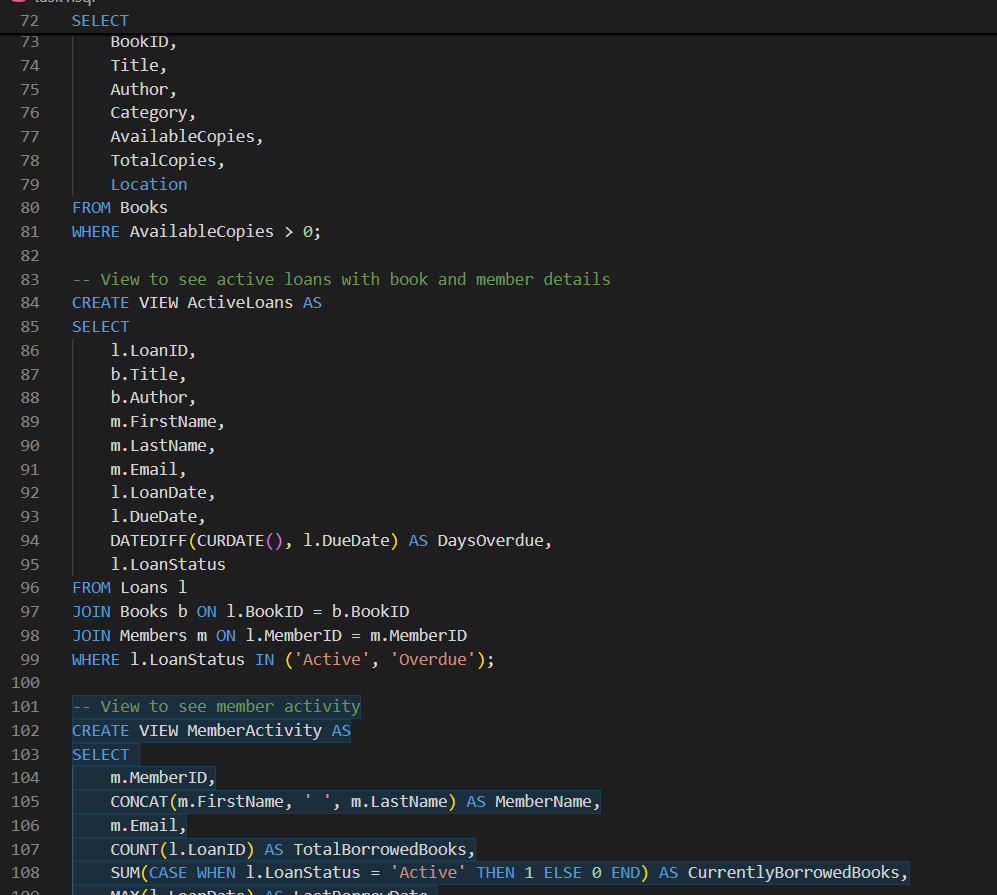 72 SELECT
73 BookID,
74 Title,
75 Author,
76 Category,
77 AvailableCopies,
78 TotalCopies,
79 Location
80 FROM Books
81 WHERE AvailableCopies > 0;
82
83 -- View to see active loans with book and member details
84 CREATE VIEW ActiveLoans AS
85 SELECT
86 l.LoanID,
87 b.Title,
88 b.Author,
89 m.FirstName,
90 m.LastName,
91 m.Email,
92 l.LoanDate,
93 l.DueDate,
94 DATEDIFF(CURDATE(), l.DueDate) AS DaysOverdue,
95 l.LoanStatus
96 FROM Loans l
97 JOIN Books b ON l.BookID = b.BookID
98 JOIN Members m ON l.MemberID = m.MemberID
99 WHERE l.LoanStatus IN ('Active', 'Overdue');
100
101 -- View to see member activity
102 CREATE VIEW MemberActivity AS
103 SELECT
104 m.MemberID,
105 CONCAT(m.FirstName, ' ', m.LastName) AS MemberName,
106 m.Email,
107 COUNT(l.LoanID) AS TotalBorrowedBooks,
108 SUM(CASE WHEN l.LoanStatus = 'Active' THEN 1 ELSE 0 END) AS CurrentlyBorrowedBooks,
109 MAX(l.LoanDate) AS LastBorrowDate,